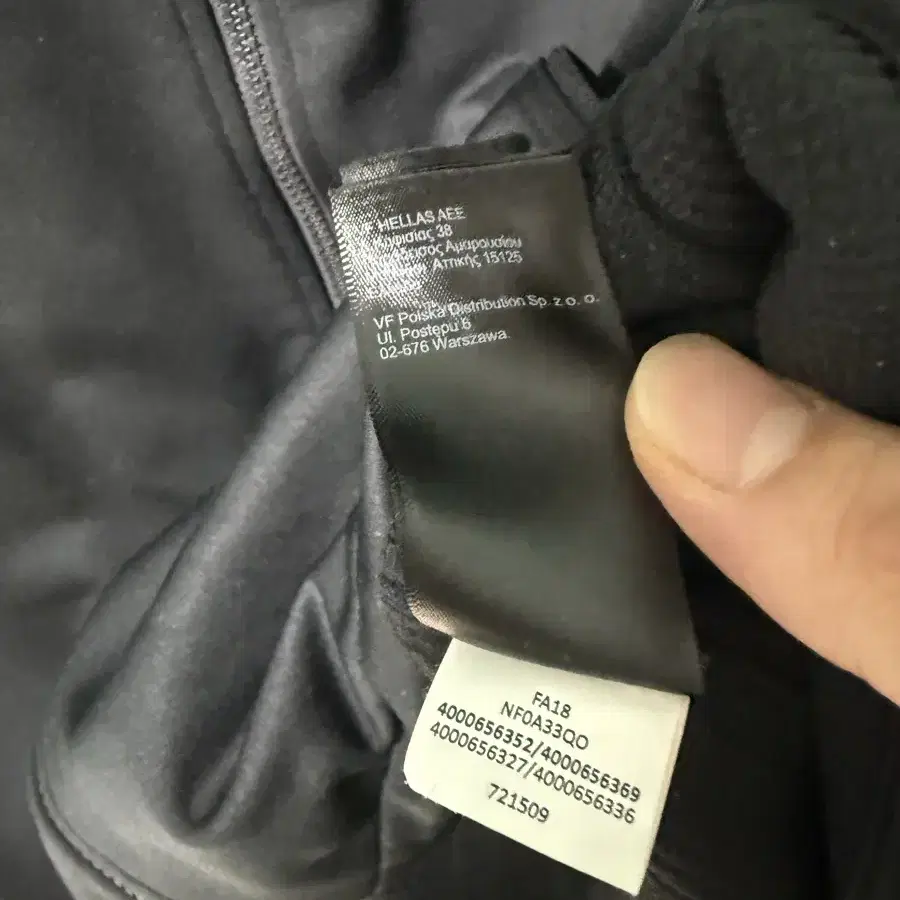 VF HELLAS AEE
Κηφισίας 38
Αμαρουσίου
Αττικής 15125
VF Polska Distribution Sp. z o. o.
Ul. Postępu 6
02-676 Warszawa
FA18
NF0A33QO
4000656352/4000656369
4000656327/4000656336
721509